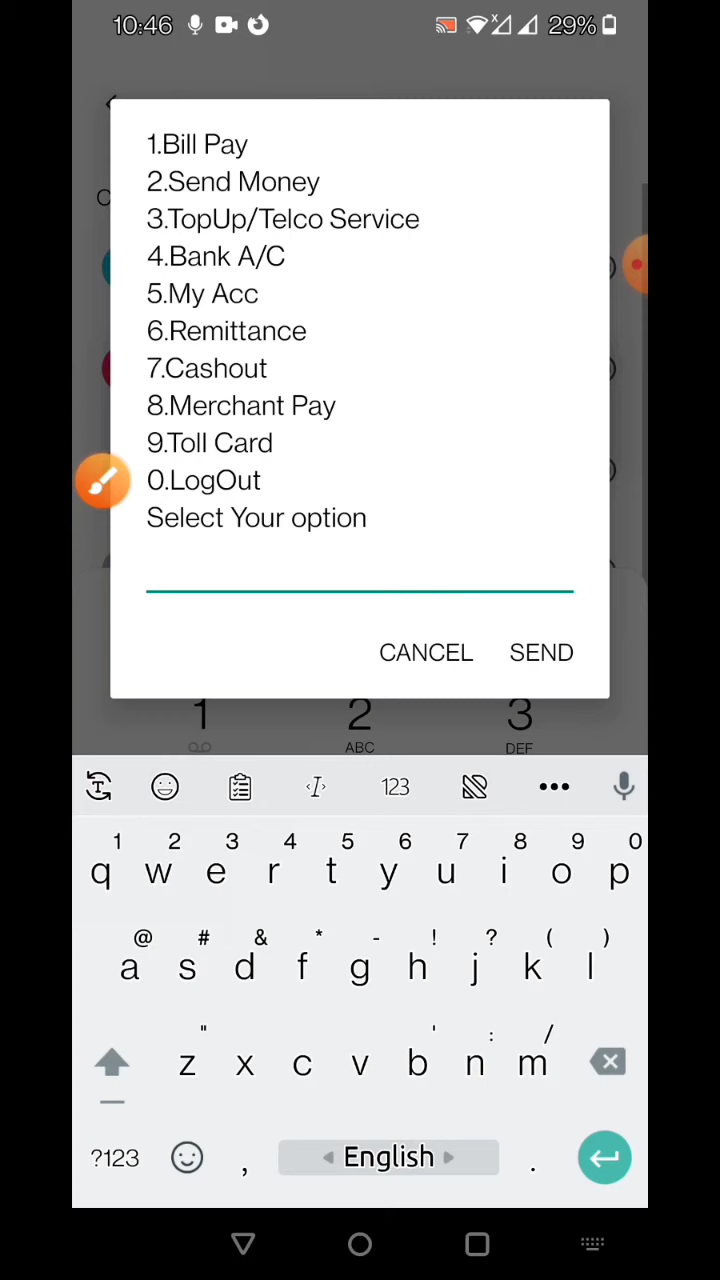 10:46 29%
C
1.Bill Pay
2.Send Money
3.TopUp/Telco Service
4.Bank A/C
5.My Acc
6.Remittance
7.Cashout
8.Merchant Pay
9.Toll Card
0.LogOut
Select Your option
CANCEL SEND
1 2 3
ABC DEF
123
1 2 3 4 5 6 7 8 9 0
q w e r t y u i o p
@ # & * - ! ? ( )
a s d f g h j k l
" ' : /
z x c v b n m
?123 , English .